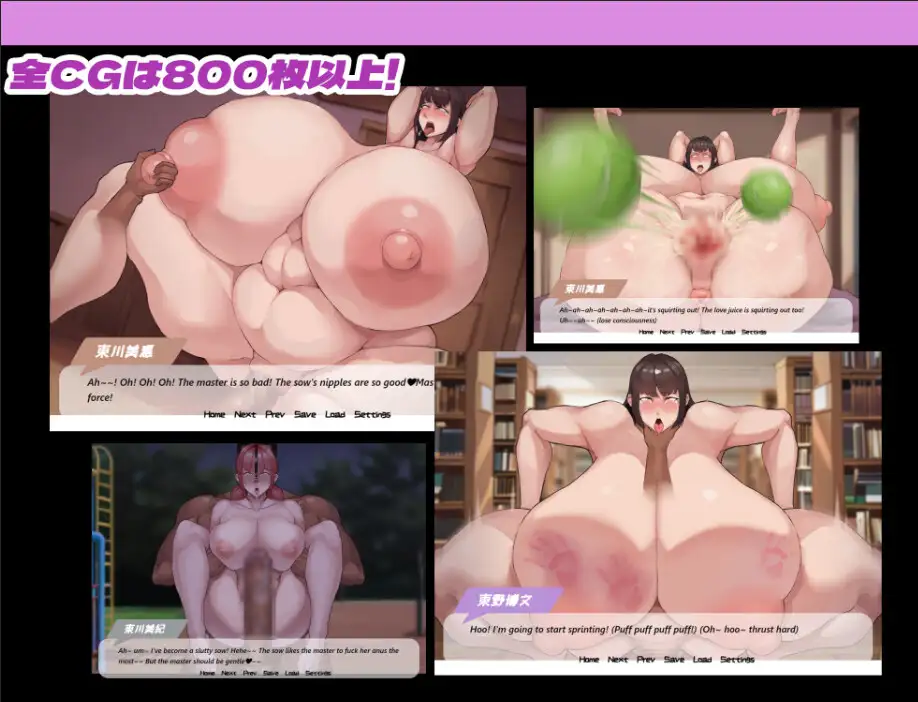 全CGは800枚以上!
東川美惠
Ah~~! Oh! Oh! Oh! The master is so bad! The sow's nipples are so good♥Mas
force!
Home Next Prev Save Load Settings
東川美惠
Ah~ah~ah~ah~ah~ah~ah~it's squirting out! The love juice is squirting out too!
Uh~~uh~~ (lose consciousness)
Home Next Prev Save Load Settings
東川美紀
Ah~ um~ I've become a slutty sow! Hehe~~ The sow likes the master to fuck her anus the
most~~ But the master should be gentle♥~~
Home Next Prev Save Load Settings
東野博文
Hoo! I'm going to start sprinting! (Puff puff puff puff!) (Oh~ hoo~ thrust hard)
Home Next Prev Save Load Settings